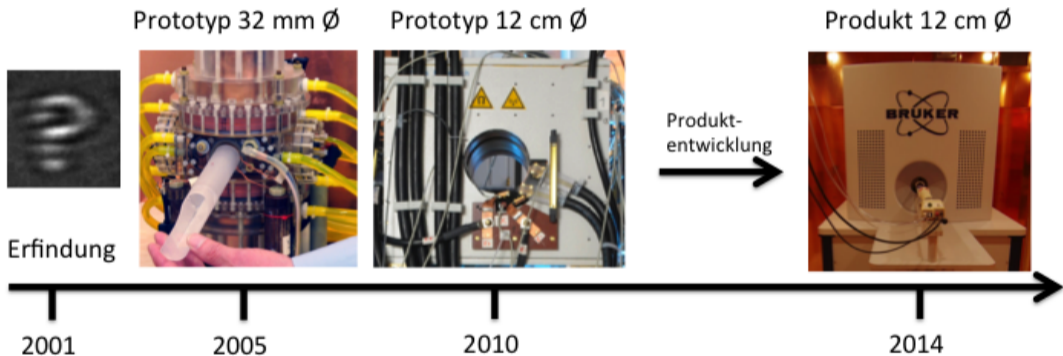 Prototyp 32 mm Ø
Prototyp 12 cm Ø
Produkt 12 cm Ø
Produkt-
entwicklung
BRUKER
Erfindung
2001
2005
2010
2014